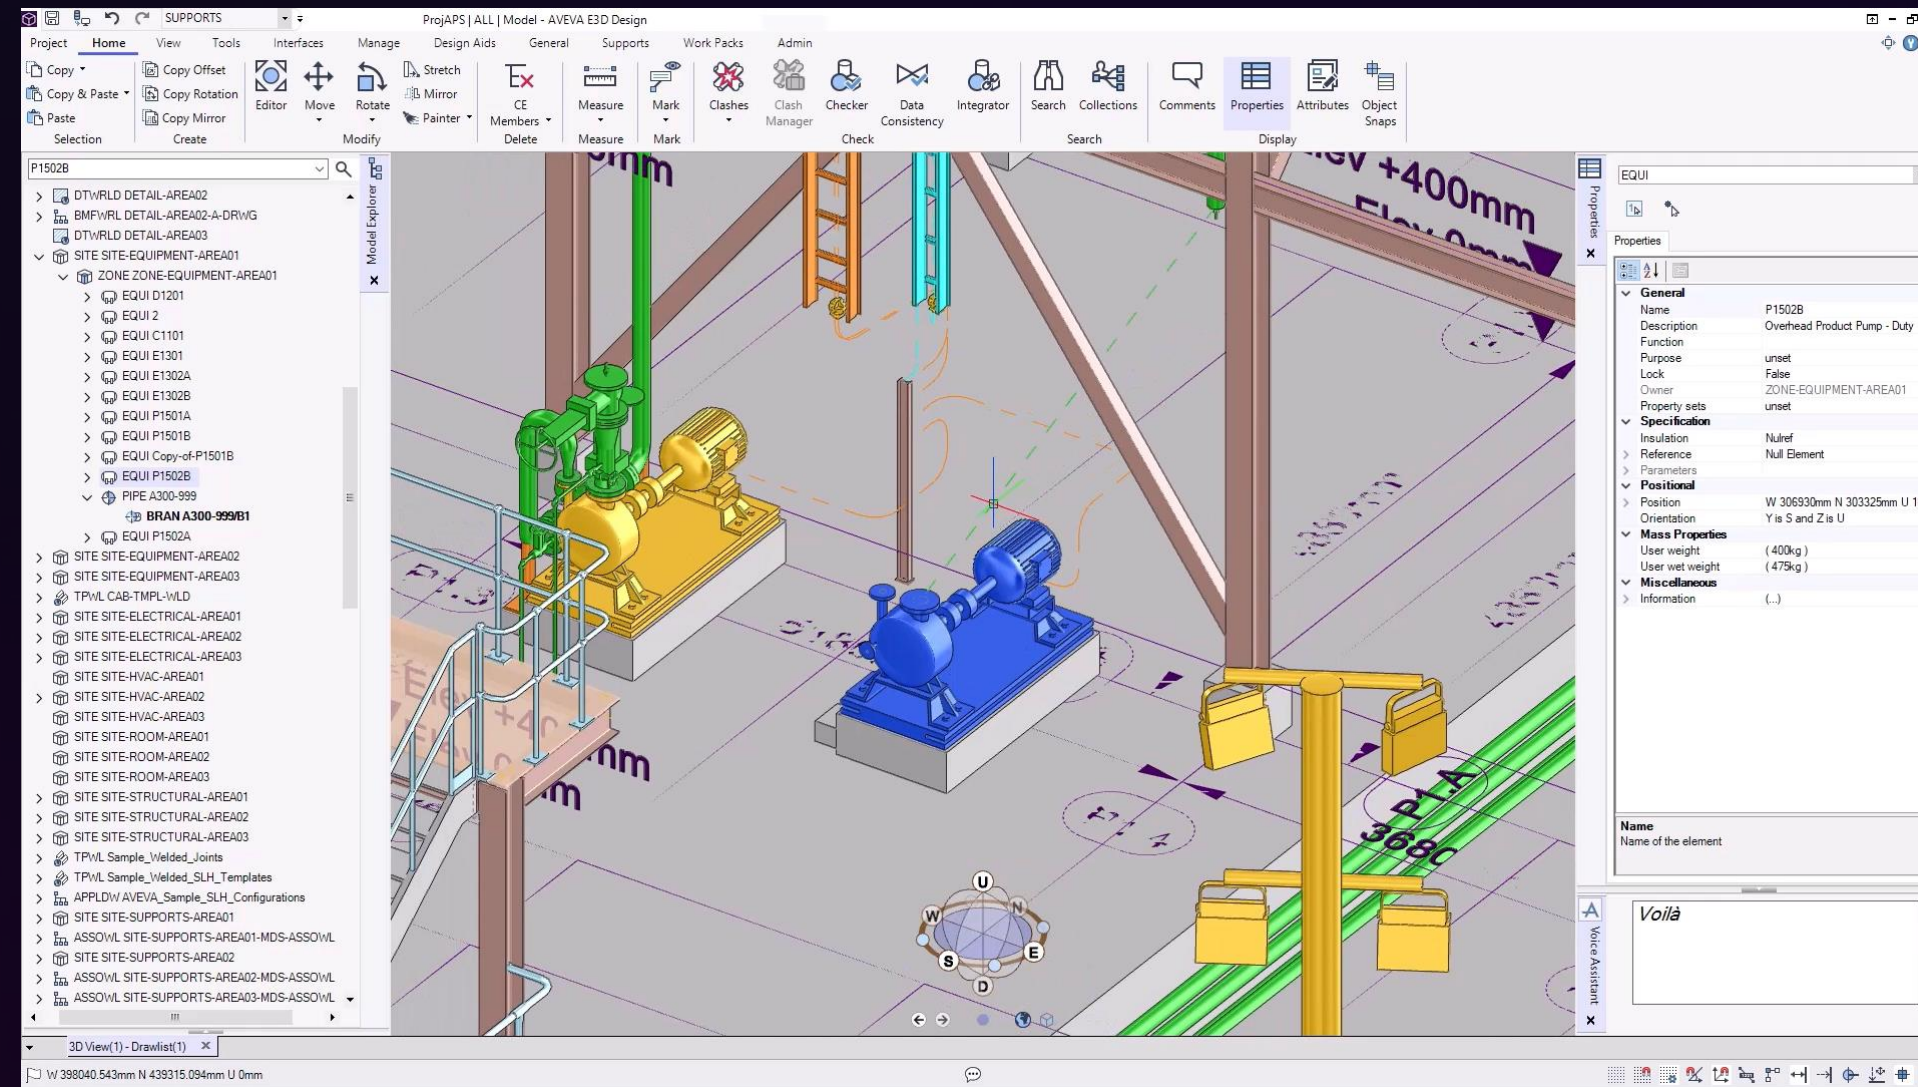 SUPPORTS
ProjAPS | ALL | Model - AVEVA E3D Design
Project Home View Tools Interfaces Manage Design Aids General Supports Work Packs Admin
Copy
Copy & Paste
Paste
Selection
Copy Offset
Copy Rotation
Copy Mirror
Create
Editor
Move
Rotate
Stretch
Mirror
Painter
Modify
CE
Members
Delete
Measure
Measure
Mark
Mark
Clashes
Clash
Manager
Checker
Data
Consistency
Integrator
Check
Search
Collections
Search
Comments
Properties
Attributes
Object
Snaps
Display
P1502B
Model Explorer
DTWRLD DETAIL-AREA02
BMFWRL DETAIL-AREA02-A-DRWG
DTWRLD DETAIL-AREA03
SITE SITE-EQUIPMENT-AREA01
ZONE ZONE-EQUIPMENT-AREA01
EQUI D1201
EQUI 2
EQUI C1101
EQUI E1301
EQUI E1302A
EQUI E1302B
EQUI P1501A
EQUI P1501B
EQUI Copy-of-P1501B
EQUI P1502B
PIPE A300-999
BRAN A300-999/B1
EQUI P1502A
SITE SITE-EQUIPMENT-AREA02
SITE SITE-EQUIPMENT-AREA03
TPWL CAB-TMPL-WLD
SITE SITE-ELECTRICAL-AREA01
SITE SITE-ELECTRICAL-AREA02
SITE SITE-ELECTRICAL-AREA03
SITE SITE-HVAC-AREA01
SITE SITE-HVAC-AREA02
SITE SITE-HVAC-AREA03
SITE SITE-ROOM-AREA01
SITE SITE-ROOM-AREA02
SITE SITE-ROOM-AREA03
SITE SITE-STRUCTURAL-AREA01
SITE SITE-STRUCTURAL-AREA02
SITE SITE-STRUCTURAL-AREA03
TPWL Sample_Welded_Joints
TPWL Sample_Welded_SLH_Templates
APPLDW AVEVA_Sample_SLH_Configurations
SITE SITE-SUPPORTS-AREA01
ASSOWL SITE-SUPPORTS-AREA01-MDS-ASSOWL
SITE SITE-SUPPORTS-AREA02
ASSOWL SITE-SUPPORTS-AREA02-MDS-ASSOWL
ASSOWL SITE-SUPPORTS-AREA03-MDS-ASSOWL
mm
Elev +400mm
Elev 0mm
Elev +40
mm
P1.A
3680
U
W N
S E
D
Properties
EQUI
Properties
General
Name P1502B
Description Overhead Product Pump - Duty
Function
Purpose unset
Lock False
Owner ZONE-EQUIPMENT-AREA01
Property sets unset
Specification
Insulation Nulref
Reference Null Element
Parameters
Positional
Position W 306930mm N 303325mm U 1
Orientation Y is S and Z is U
Mass Properties
User weight ( 400kg )
User wet weight ( 475kg )
Miscellaneous
Information (...)
Name
Name of the element
Voice Assistant
Voilà
3D View(1) - Drawlist(1)
W 398040.543mm N 439315.094mm U 0mm